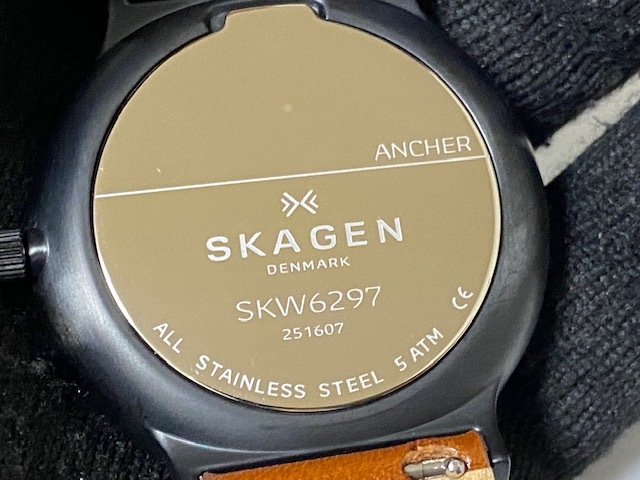 ANCHER
SKAGEN
DENMARK
SKW6297
251607
ALL STAINLESS STEEL 5 ATM CE